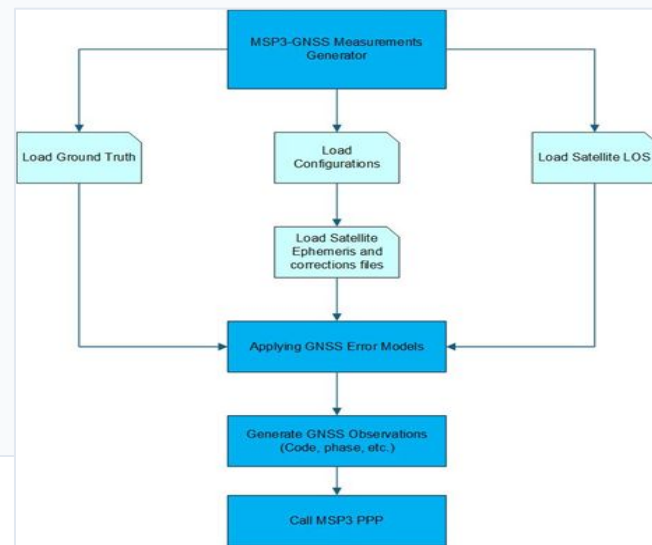 MSP3-GNSS Measurements
Generator
Load Ground Truth
Load
Configurations
Load Satellite LOS
Load Satellite
Ephemeris and
corrections files
Applying GNSS Error Models
Generate GNSS Observations
(Code, phase, etc.)
Call MSP3 PPP